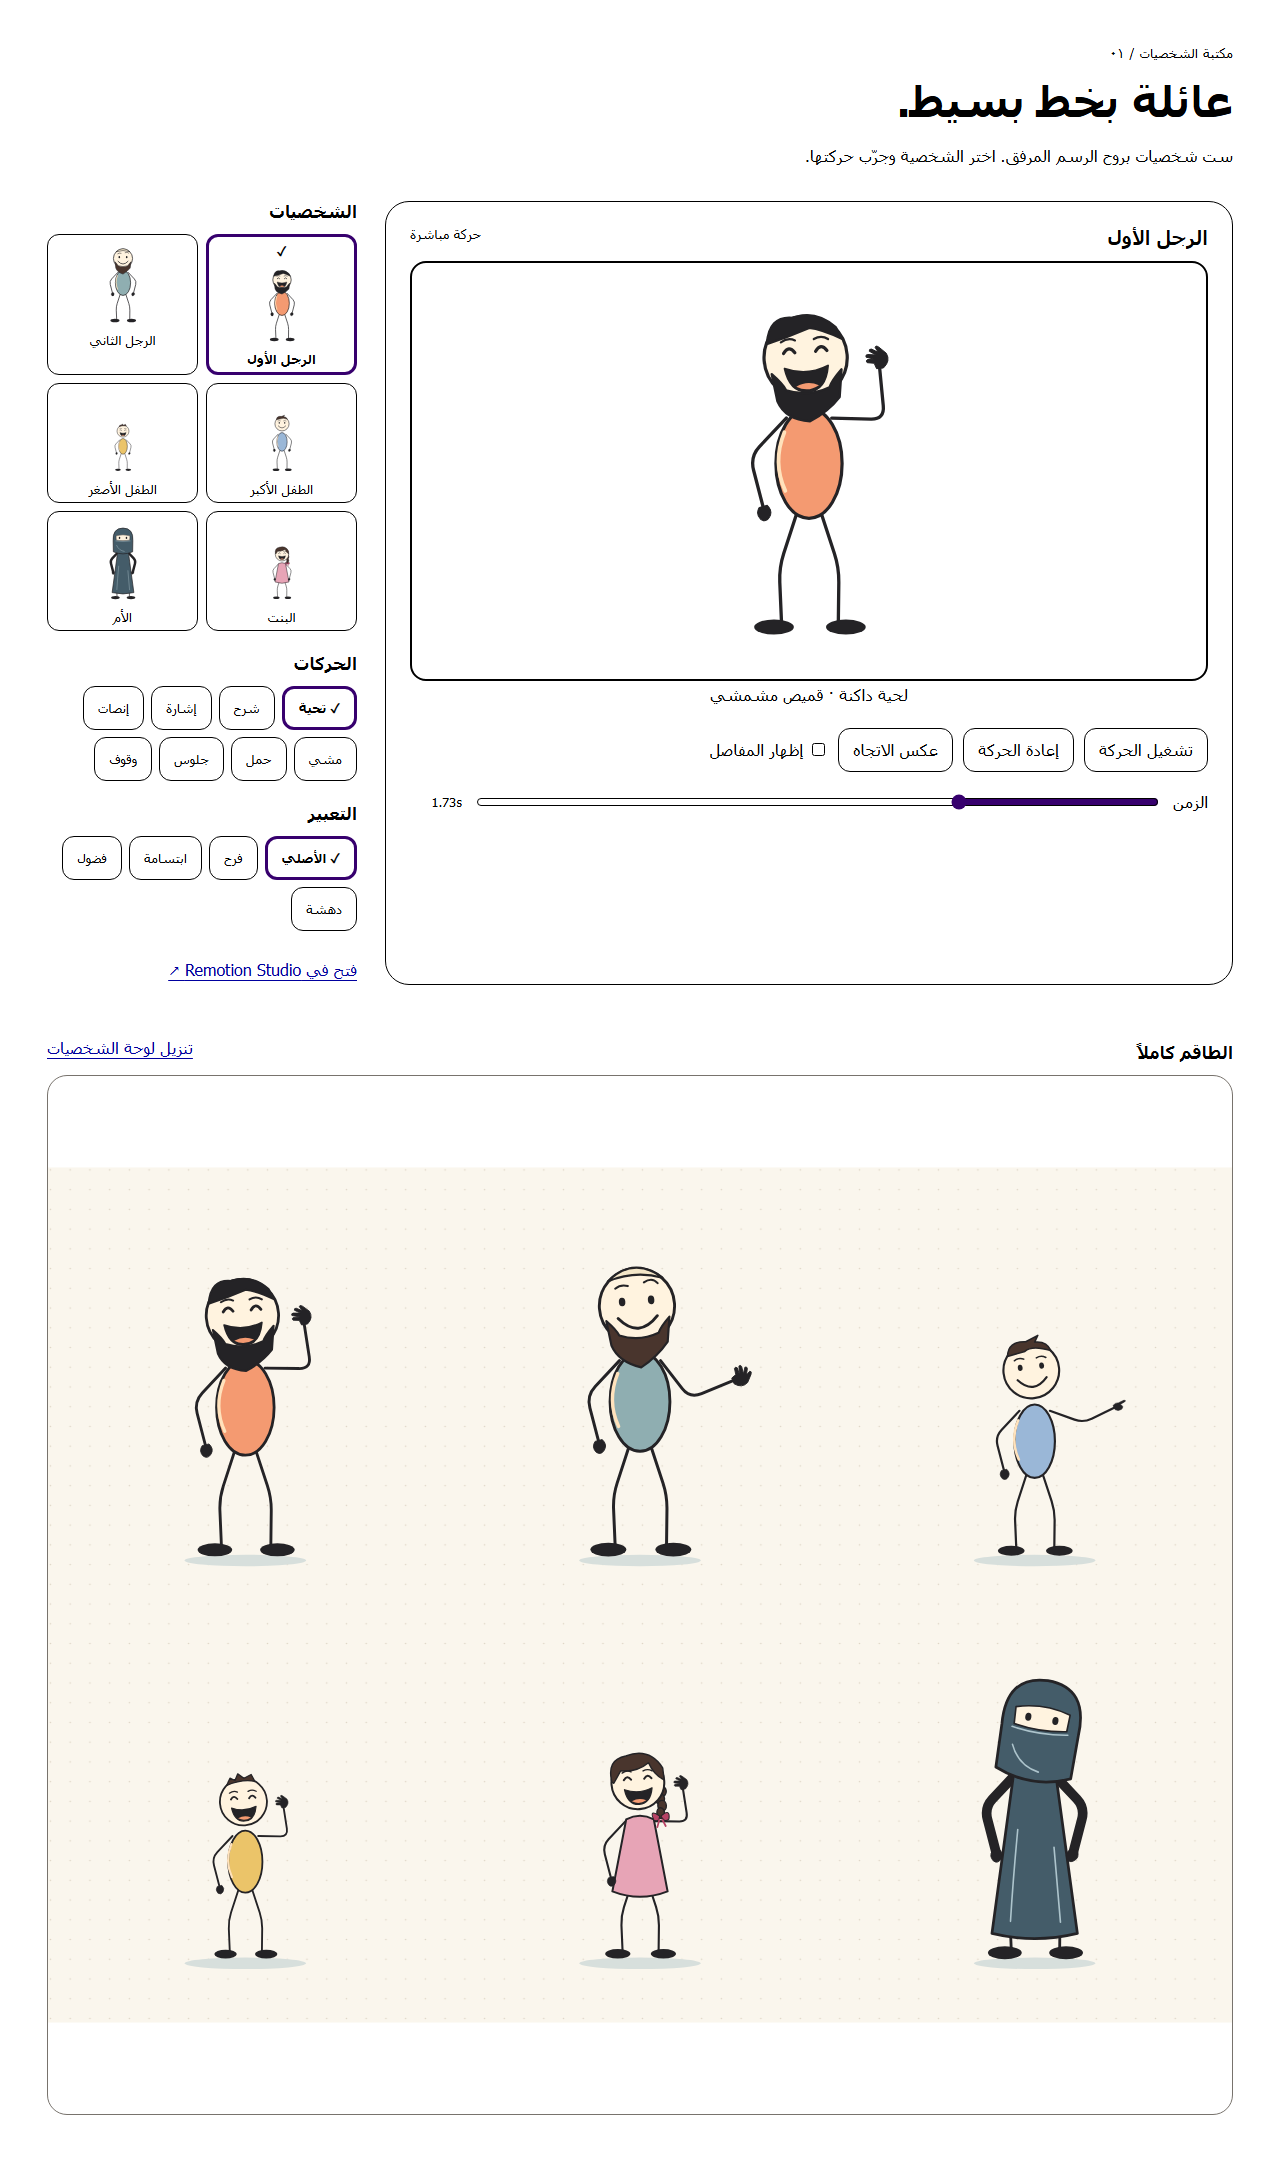 مكتبة الشخصيات / ٠١
عائلة بخط بسيط.
ست شخصيات بروح الرسم المرفق. اختر الشخصية وجرّب حركتها.
الرجل الأول
حركة مباشرة
لحية داكنة · قميص مشمشي
تشغيل الحركة
إعادة الحركة
عكس الاتجاه
إظهار المفاصل
الزمن
1.73s
الشخصيات
✓
الرجل الأول
الرجل الثاني
الطفل الأكبر
الطفل الأصغر
البنت
الأم
الحركات
✓ تحية
شرح
إشارة
إنصات
مشي
حمل
جلوس
وقوف
التعبير
✓ الأصلي
فرح
ابتسامة
فضول
دهشة
فتح في Remotion Studio ↗
الطاقم كاملاً
تنزيل لوحة الشخصيات